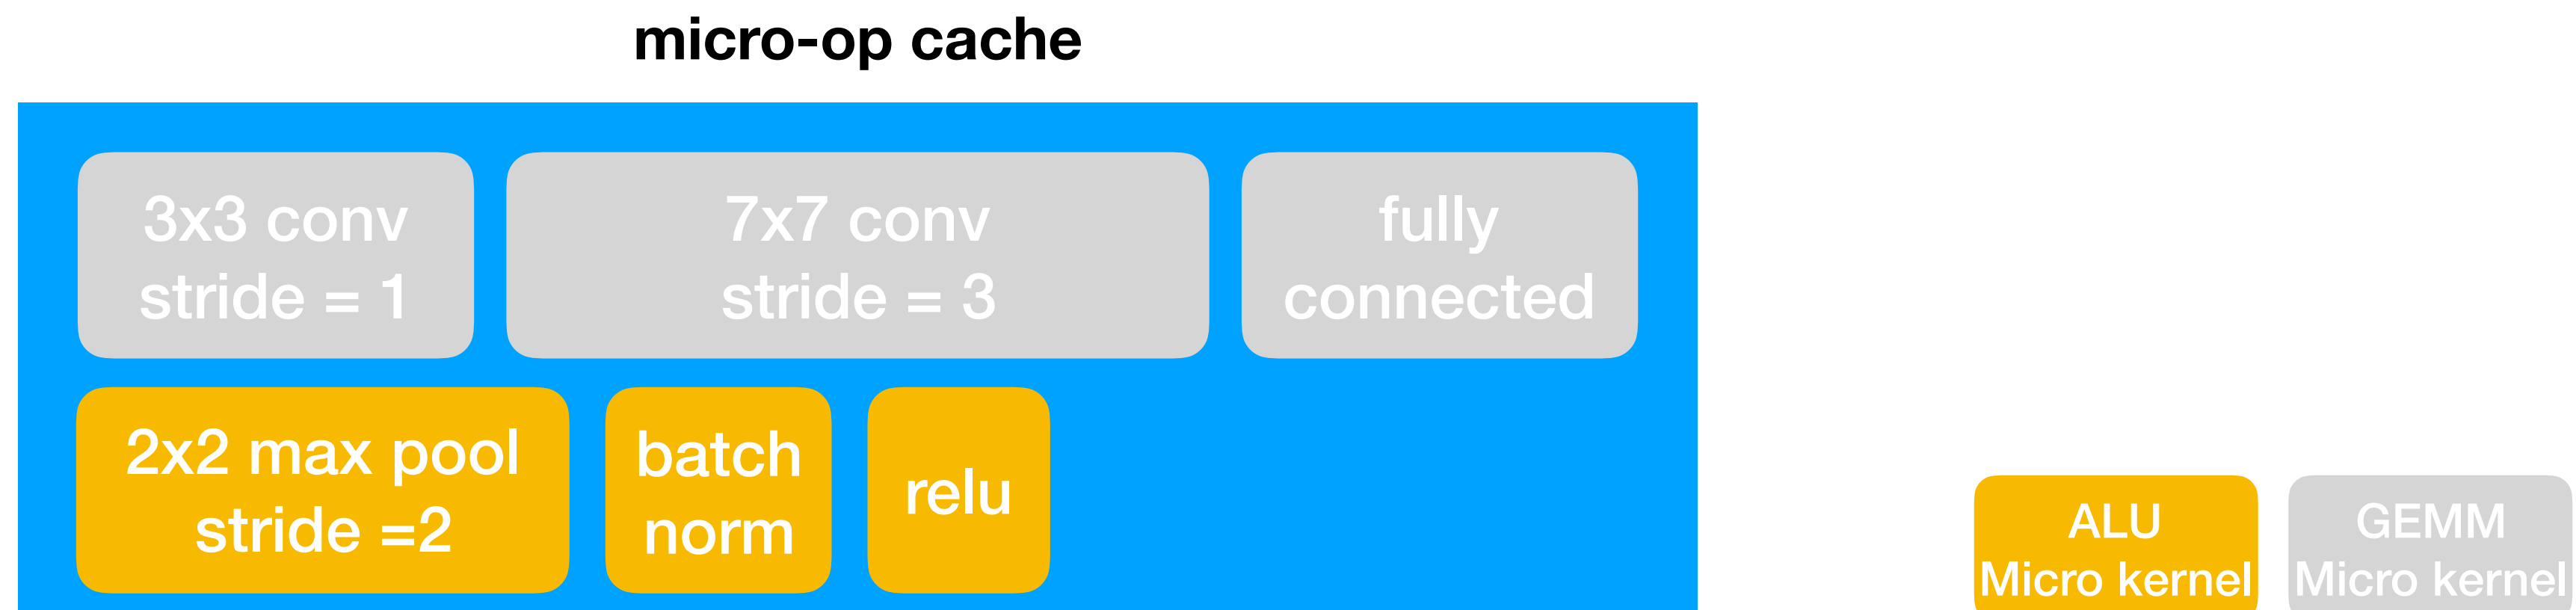 micro-op cache
3x3 conv
stride = 1
7x7 conv
stride = 3
fully
connected
2x2 max pool
stride =2
batch
norm
relu
ALU
Micro kernel
GEMM
Micro kernel